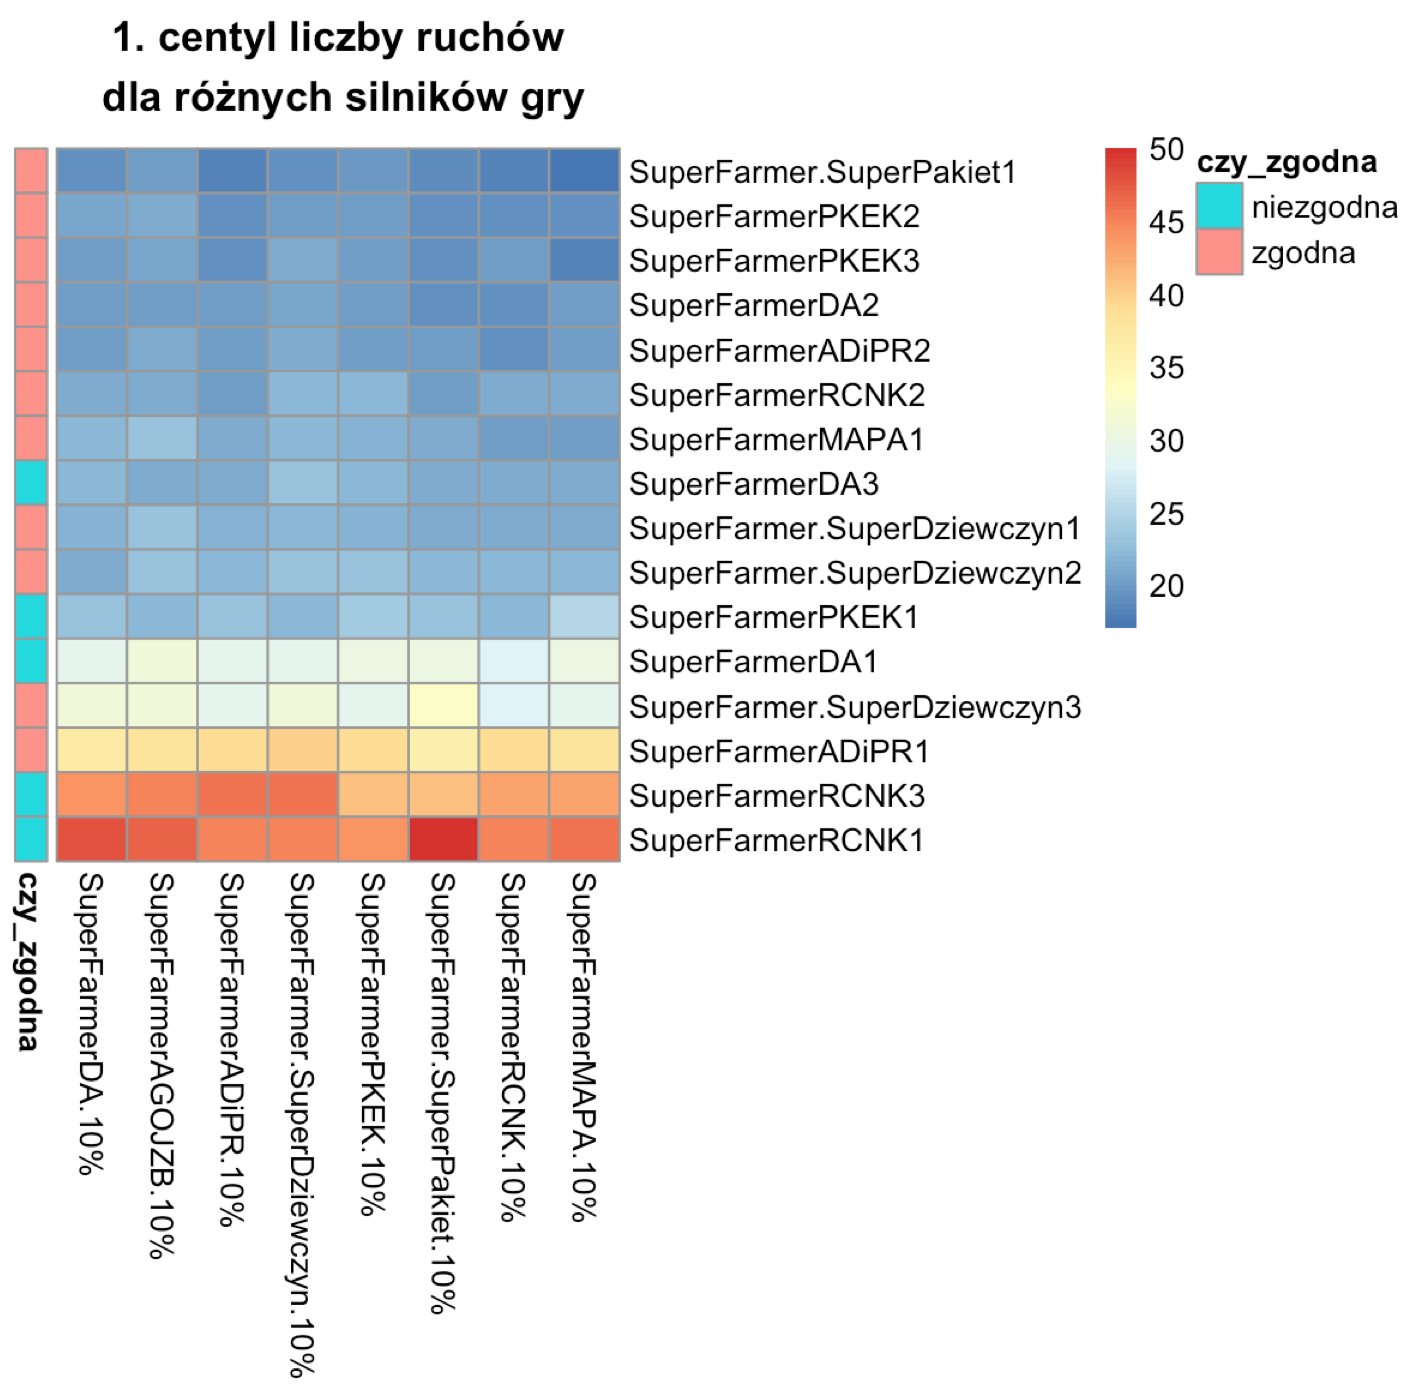 1. centyl liczby ruchów
dla różnych silników gry
SuperFarmer.SuperPakiet1
SuperFarmerPKEK2
SuperFarmerPKEK3
SuperFarmerDA2
SuperFarmerADiPR2
SuperFarmerRCNK2
SuperFarmerMAPA1
SuperFarmerDA3
SuperFarmer.SuperDziewczyn1
SuperFarmer.SuperDziewczyn2
SuperFarmerPKEK1
SuperFarmerDA1
SuperFarmer.SuperDziewczyn3
SuperFarmerADiPR1
SuperFarmerRCNK3
SuperFarmerRCNK1
czy_zgodna
SuperFarmerDA.10%
SuperFarmerAGOJZB.10%
SuperFarmerADiPR.10%
SuperFarmer.SuperDziewczyn.10%
SuperFarmerPKEK.10%
SuperFarmer.SuperPakiet.10%
SuperFarmerRCNK.10%
SuperFarmerMAPA.10%
50
45
40
35
30
25
20
czy_zgodna
niezgodna
zgodna